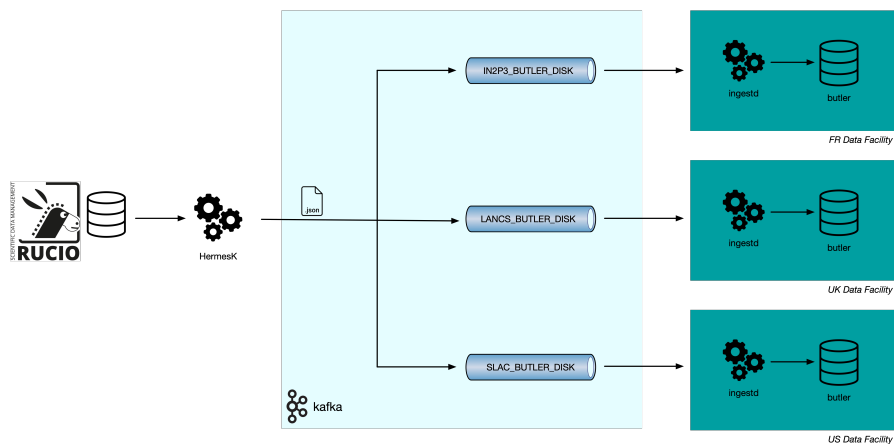 SCIENTIFIC DATA MANAGEMENT
RUCIO
HermesK
.json
kafka
IN2P3_BUTLER_DISK
LANCS_BUTLER_DISK
SLAC_BUTLER_DISK
ingestd
butler
FR Data Facility
ingestd
butler
UK Data Facility
ingestd
butler
US Data Facility